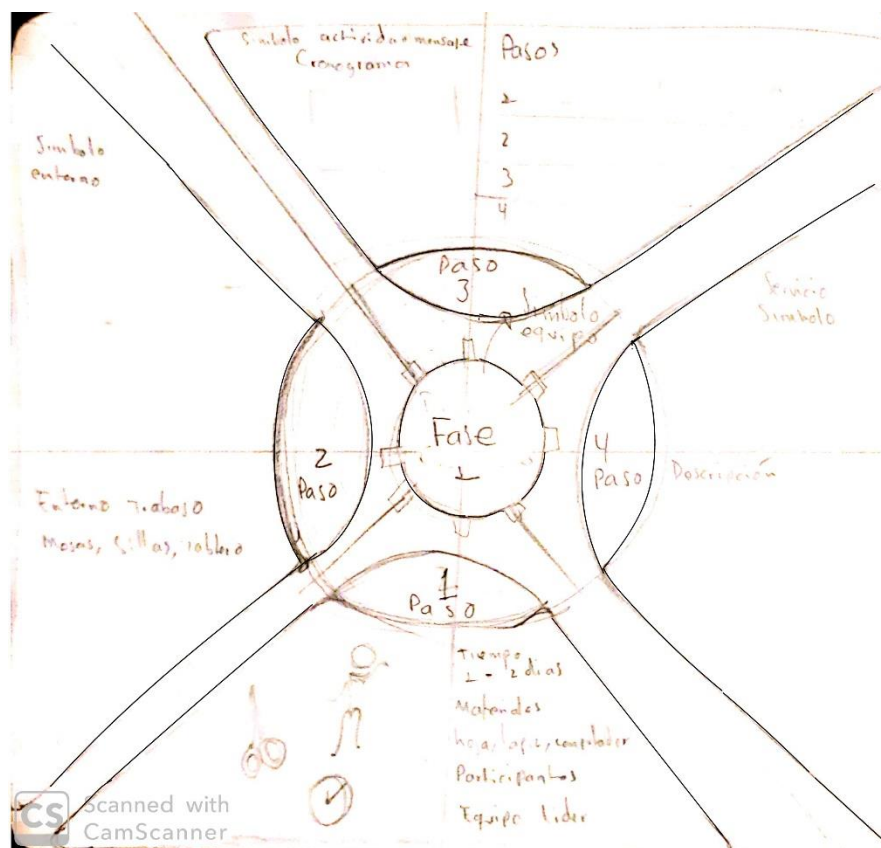 Simbolo actividad o mensaje
Cronograma
Pasos
1
2
3
4
Simbolo
entorno
Paso
3
Simbolo
equipo
Servicio
Simbolo
Fase
1
2
Paso
4
Paso
Descripción
Entorno Trabajo
Mesas, Sillas, Tablero
1
Paso
Tiempo
1 - 2 dias
Materiales
hoja, lapiz, computador
Participantes
Equipo lider
CS
Scanned with
CamScanner